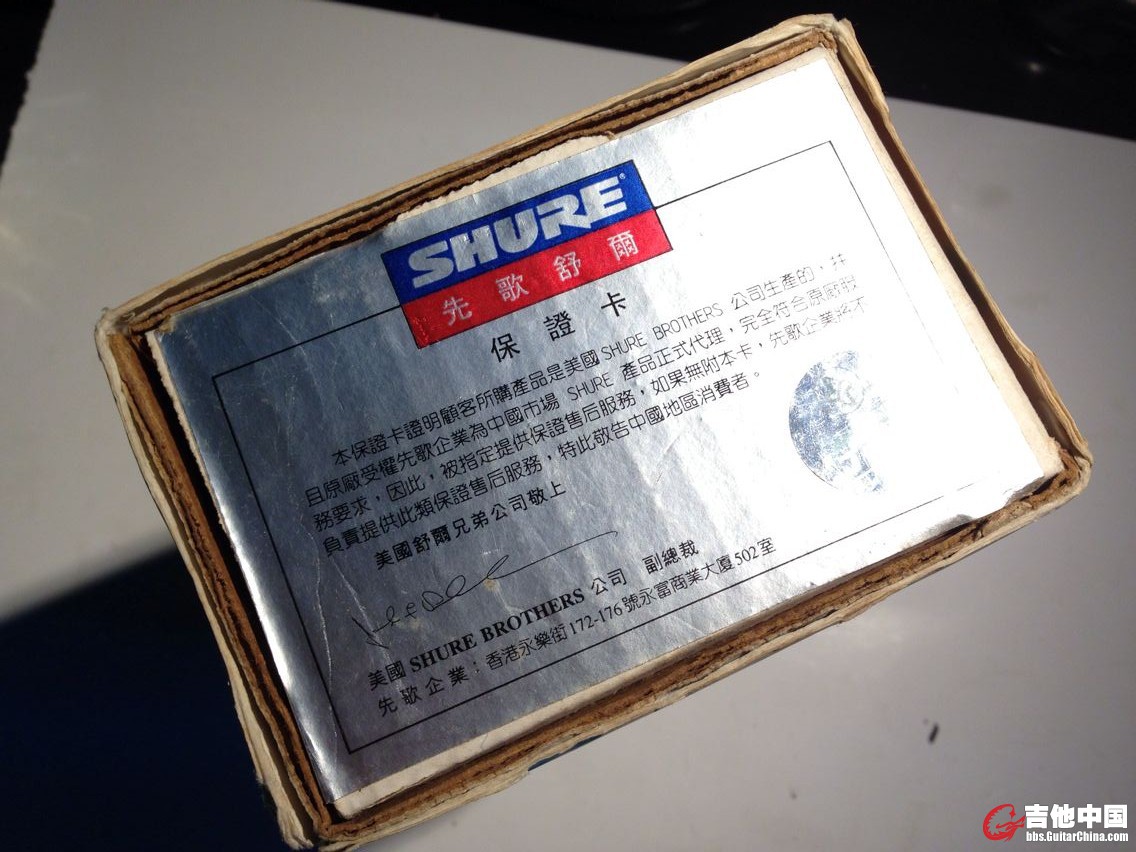 SHURE®
先歌舒爾
保證卡
本保證卡證明顧客所購產品是美國 SHURE BROTHERS 公司生產的，并
且原廠受權先歌企業為中國市場 SHURE 產品正式代理，完全符合原廠服
務要求，因此，被指定提供保證售后服務，如果無附本卡，先歌企業將不
負責提供此類保證售后服務，特此敬告中國地區消費者。
美國舒爾兄弟公司敬上
美國 SHURE BROTHERS 公司 副總裁
先歌企業：香港永樂街172-176號永富商業大廈502室
吉他中国
bbs.GuitarChina.com